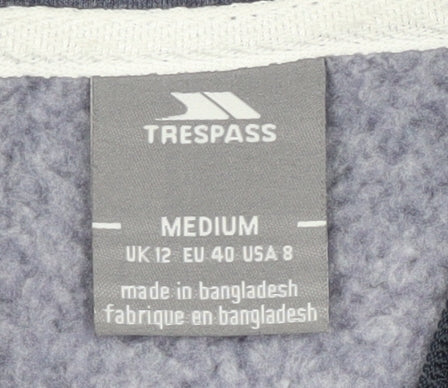 TRESPASS
MEDIUM
UK 12 EU 40 USA 8
made in bangladesh
fabrique en bangladesh